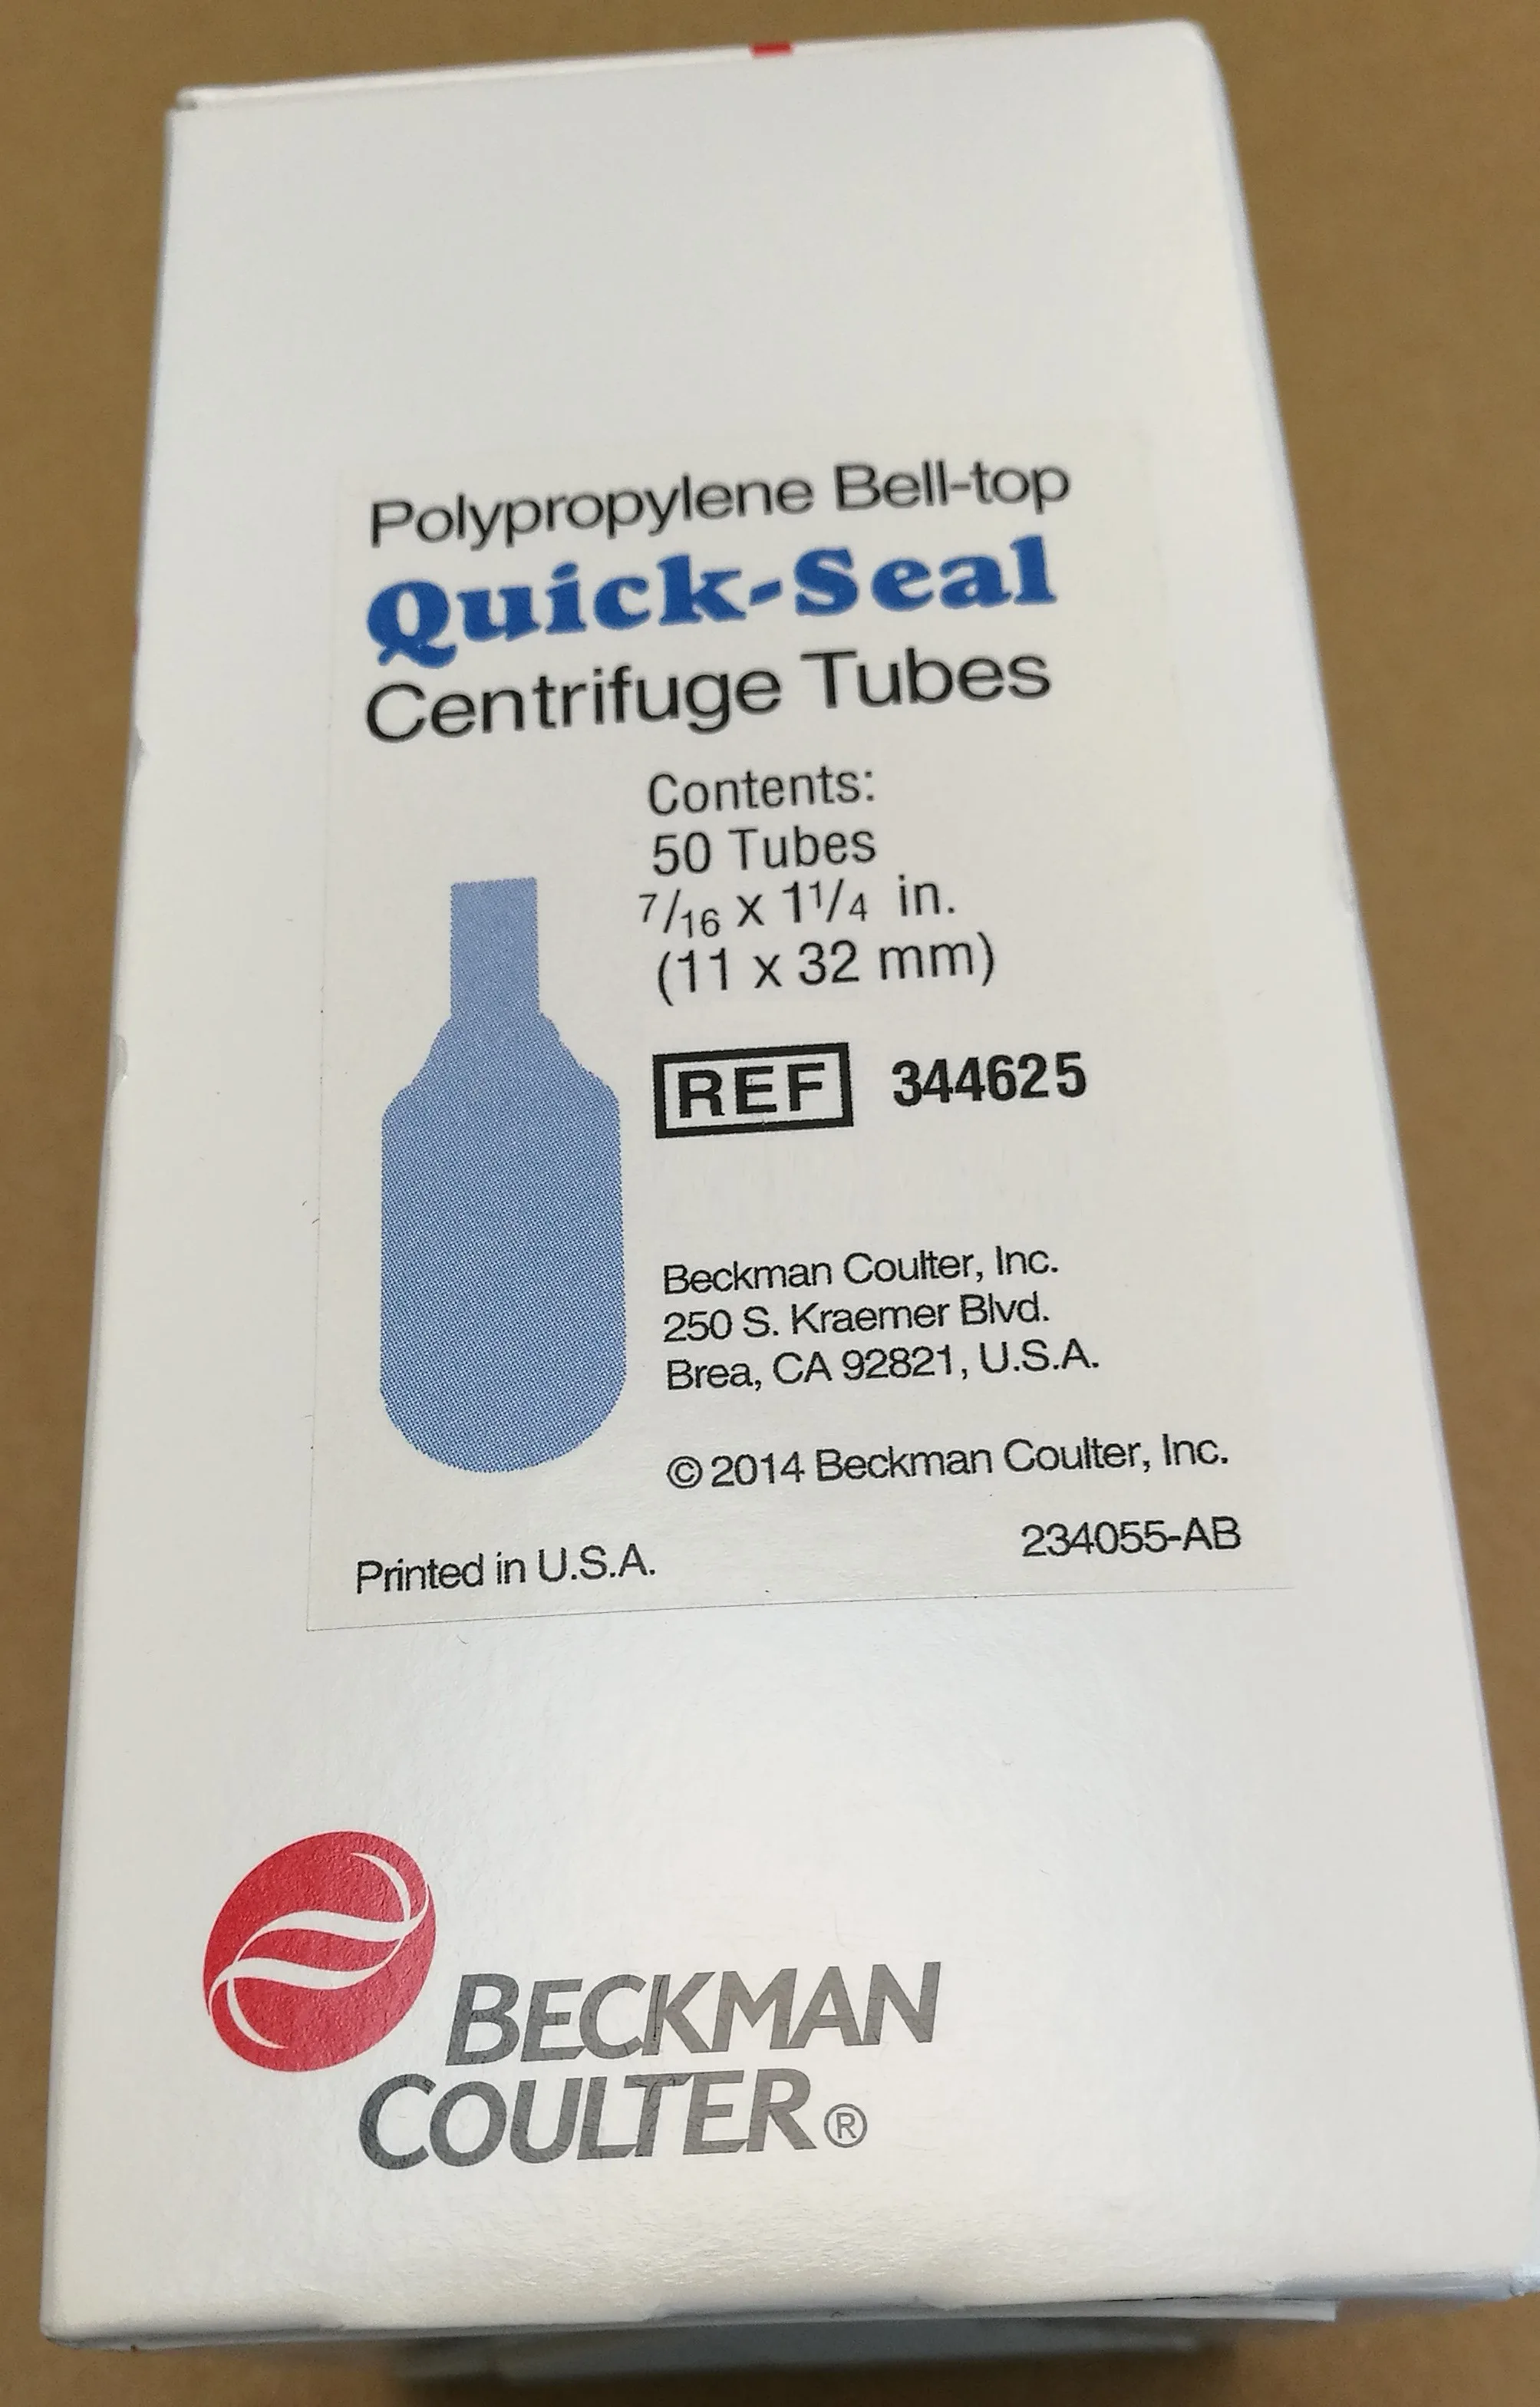 Polypropylene Bell-top
Quick-Seal
Centrifuge Tubes
Contents:
50 Tubes
7/16 x 1 1/4 in.
(11 x 32 mm)
REF 344625
Beckman Coulter, Inc.
250 S. Kraemer Blvd.
Brea, CA 92821, U.S.A.
© 2014 Beckman Coulter, Inc.
Printed in U.S.A. 234055-AB
BECKMAN
COULTER®